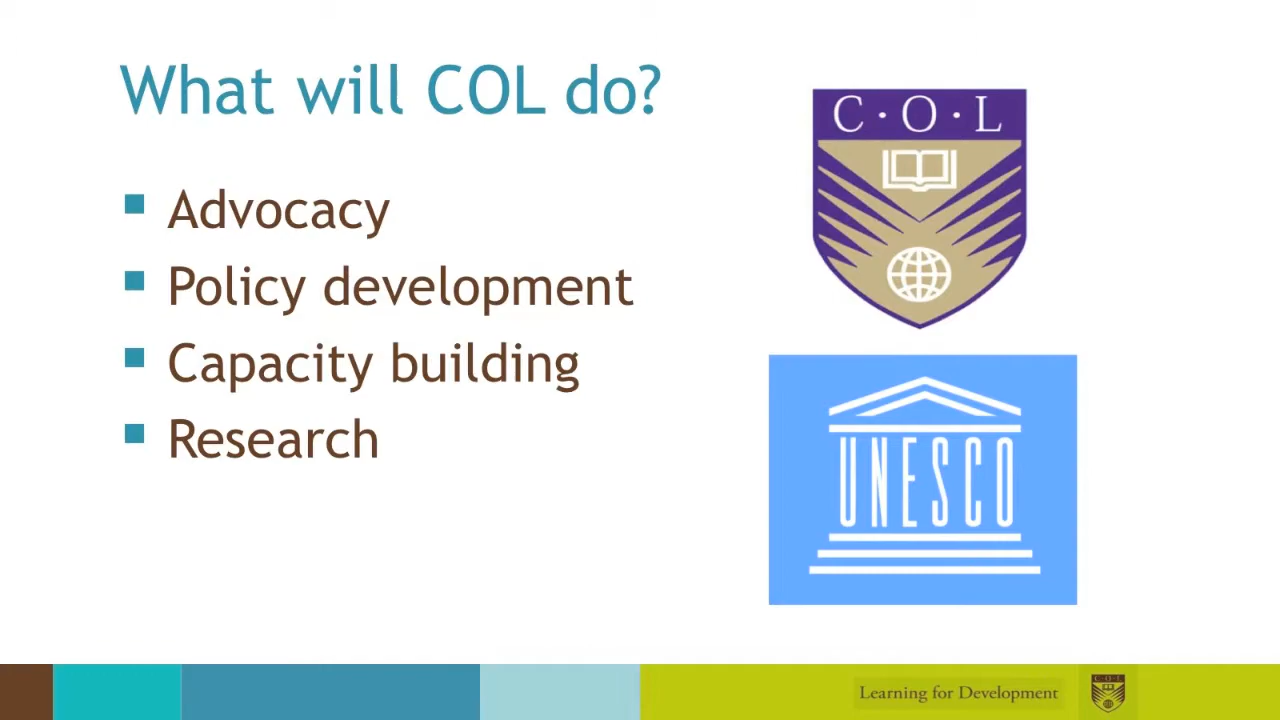 What will COL do?
Advocacy
Policy development
Capacity building
Research
C·O·L
UNESCO
Learning for Development
C·O·L